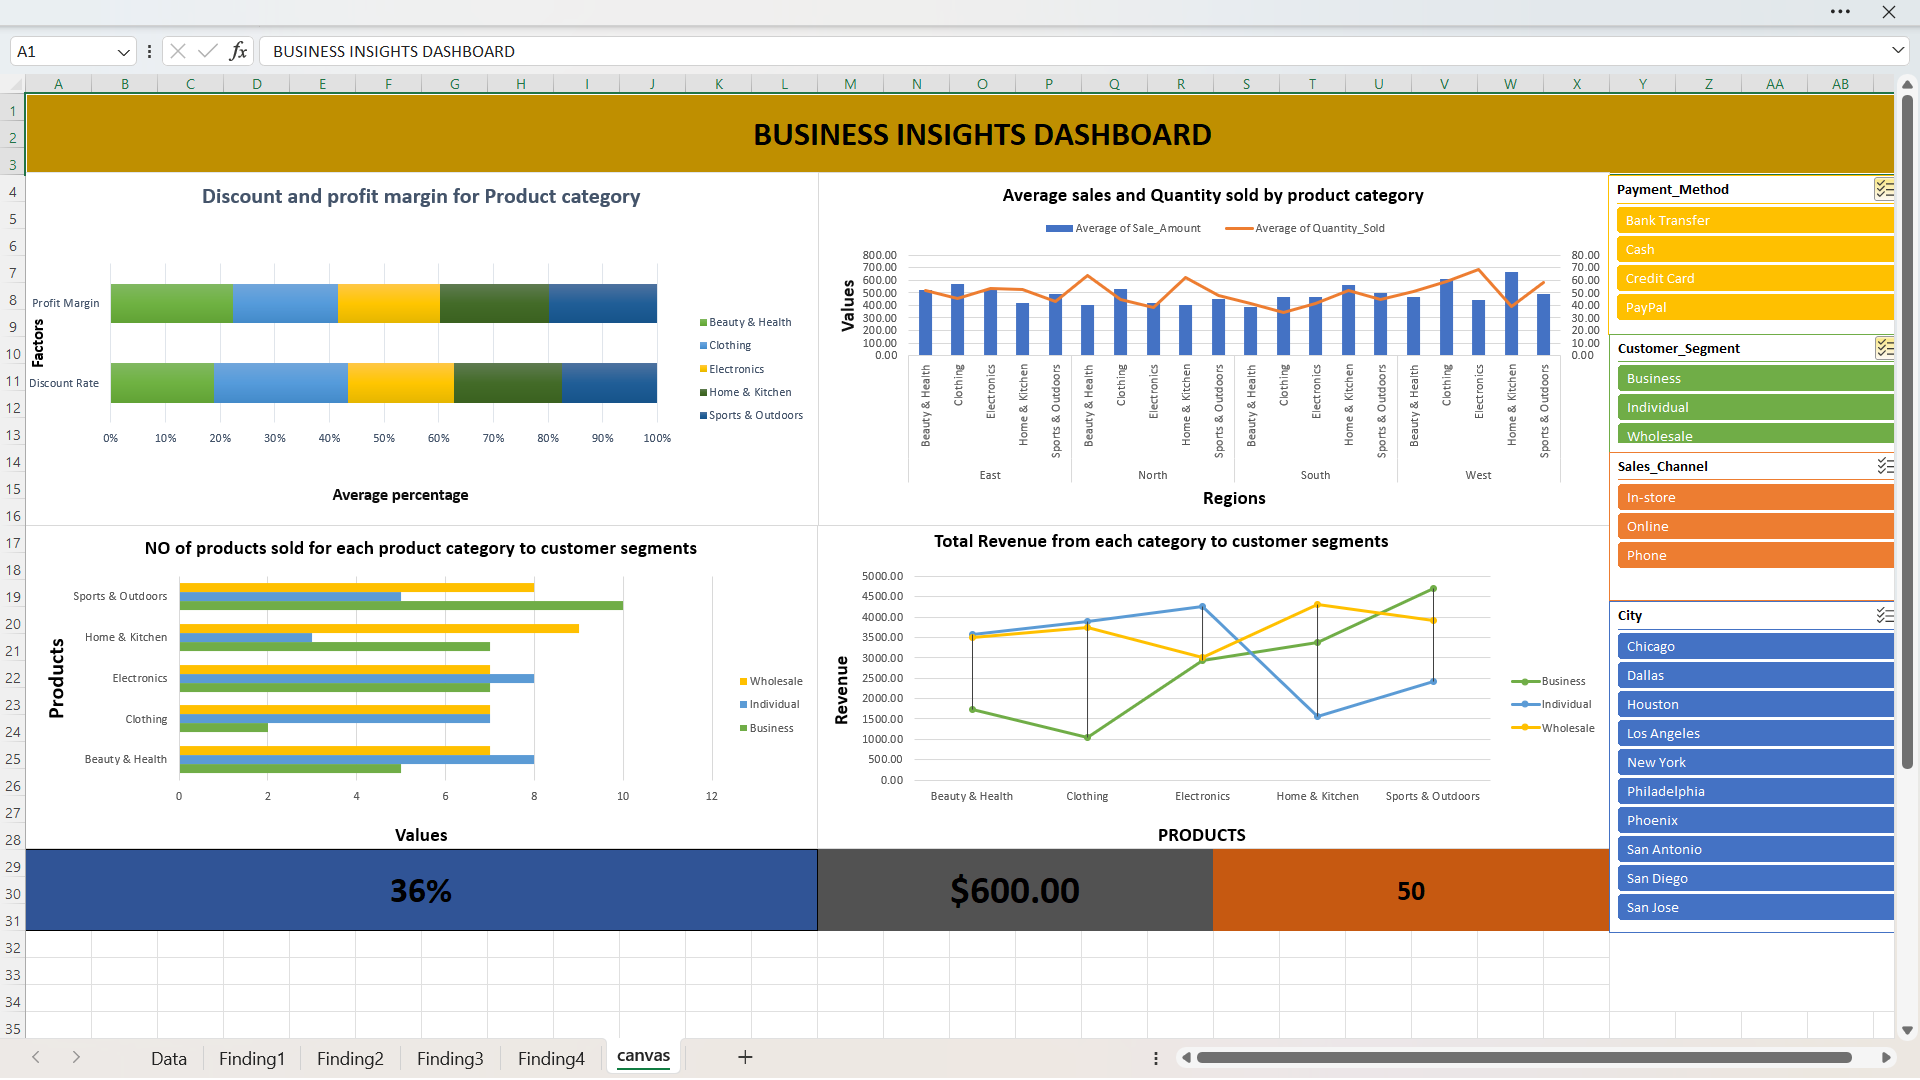 A1
fx
BUSINESS INSIGHTS DASHBOARD
A B C D E F G H I J K L M N O P Q R S T U V W X Y Z AA AB
1
2
3
4
5
6
7
8
9
10
11
12
13
14
15
16
17
18
19
20
21
22
23
24
25
26
27
28
29
30
31
32
33
34
35
BUSINESS INSIGHTS DASHBOARD
Discount and profit margin for Product category
Factors
Profit Margin
Discount Rate
0% 10% 20% 30% 40% 50% 60% 70% 80% 90% 100%
Average percentage
Beauty & Health
Clothing
Electronics
Home & Kitchen
Sports & Outdoors
Average sales and Quantity sold by product category
Average of Sale_Amount Average of Quantity_Sold
Values
800.00
700.00
600.00
500.00
400.00
300.00
200.00
100.00
0.00
80.00
70.00
60.00
50.00
40.00
30.00
20.00
10.00
0.00
Beauty & Health
Clothing
Electronics
Home & Kitchen
Sports & Outdoors
Beauty & Health
Clothing
Electronics
Home & Kitchen
Sports & Outdoors
Beauty & Health
Clothing
Electronics
Home & Kitchen
Sports & Outdoors
Beauty & Health
Clothing
Electronics
Home & Kitchen
Sports & Outdoors
East North South West
Regions
NO of products sold for each product category to customer segments
Products
Sports & Outdoors
Home & Kitchen
Electronics
Clothing
Beauty & Health
0 2 4 6 8 10 12
Values
Wholesale
Individual
Business
Total Revenue from each category to customer segments
Revenue
5000.00
4500.00
4000.00
3500.00
3000.00
2500.00
2000.00
1500.00
1000.00
500.00
0.00
Beauty & Health Clothing Electronics Home & Kitchen Sports & Outdoors
PRODUCTS
Business
Individual
Wholesale
36%
$600.00
50
Payment_Method
Bank Transfer
Cash
Credit Card
PayPal
Customer_Segment
Business
Individual
Wholesale
Sales_Channel
In-store
Online
Phone
City
Chicago
Dallas
Houston
Los Angeles
New York
Philadelphia
Phoenix
San Antonio
San Diego
San Jose
Data Finding1 Finding2 Finding3 Finding4 canvas